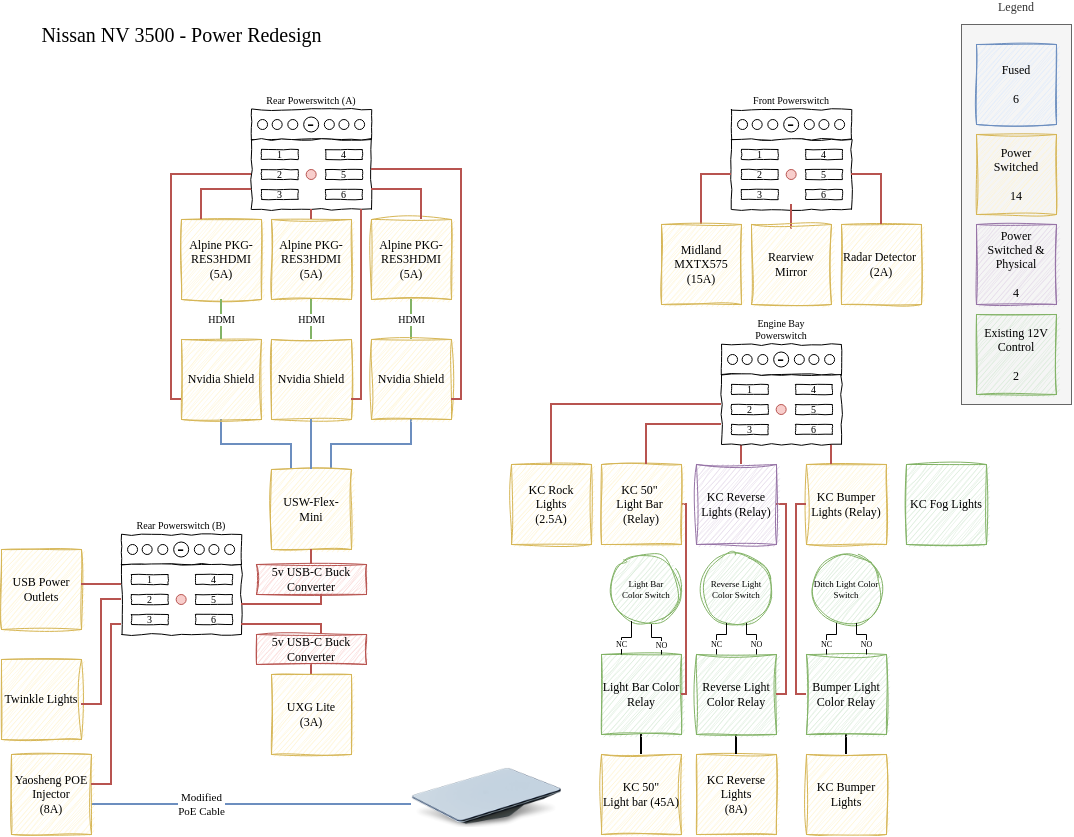 Legend
Nissan NV 3500 - Power Redesign
Fused
6
Power
Switched
14
Power
Switched &
Physical
4
Existing 12V
Control
2
Rear Powerswitch (A)
1
4
2
5
3
6
Alpine PKG-
RES3HDMI
(5A)
Alpine PKG-
RES3HDMI
(5A)
Alpine PKG-
RES3HDMI
(5A)
HDMI
HDMI
HDMI
Nvidia Shield
Nvidia Shield
Nvidia Shield
USW-Flex-
Mini
Front Powerswitch
1
4
2
5
3
6
Midland
MXTX575
(15A)
Rearview
Mirror
Radar Detector
(2A)
Engine Bay
Powerswitch
1
4
2
5
3
6
KC Rock
Lights
(2.5A)
KC 50"
Light Bar
(Relay)
KC Reverse
Lights (Relay)
KC Bumper
Lights (Relay)
KC Fog Lights
Rear Powerswitch (B)
1
4
2
5
3
6
USB Power
Outlets
Twinkle Lights
Yaosheng POE
Injector
(8A)
5v USB-C Buck
Converter
5v USB-C Buck
Converter
UXG Lite
(3A)
Modified
PoE Cable
Light Bar
Color Switch
Reverse Light
Color Switch
Ditch Light Color
Switch
NC
NO
NC
NO
NC
NO
Light Bar Color
Relay
Reverse Light
Color Relay
Bumper Light
Color Relay
KC 50"
Light bar (45A)
KC Reverse
Lights
(8A)
KC Bumper
Lights